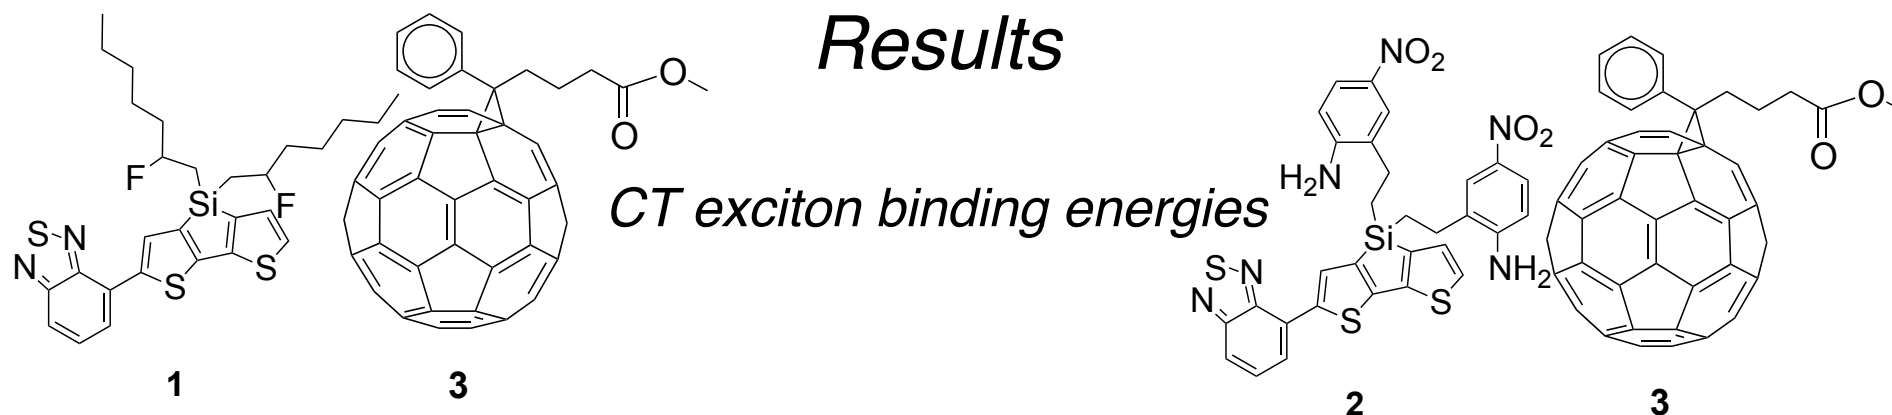 Results
CT exciton binding energies
F
F
Si
S
N
N
S
S
O
O
1
3
NO2
NO2
H2N
NH2
Si
S
N
N
S
S
O
O
2
3